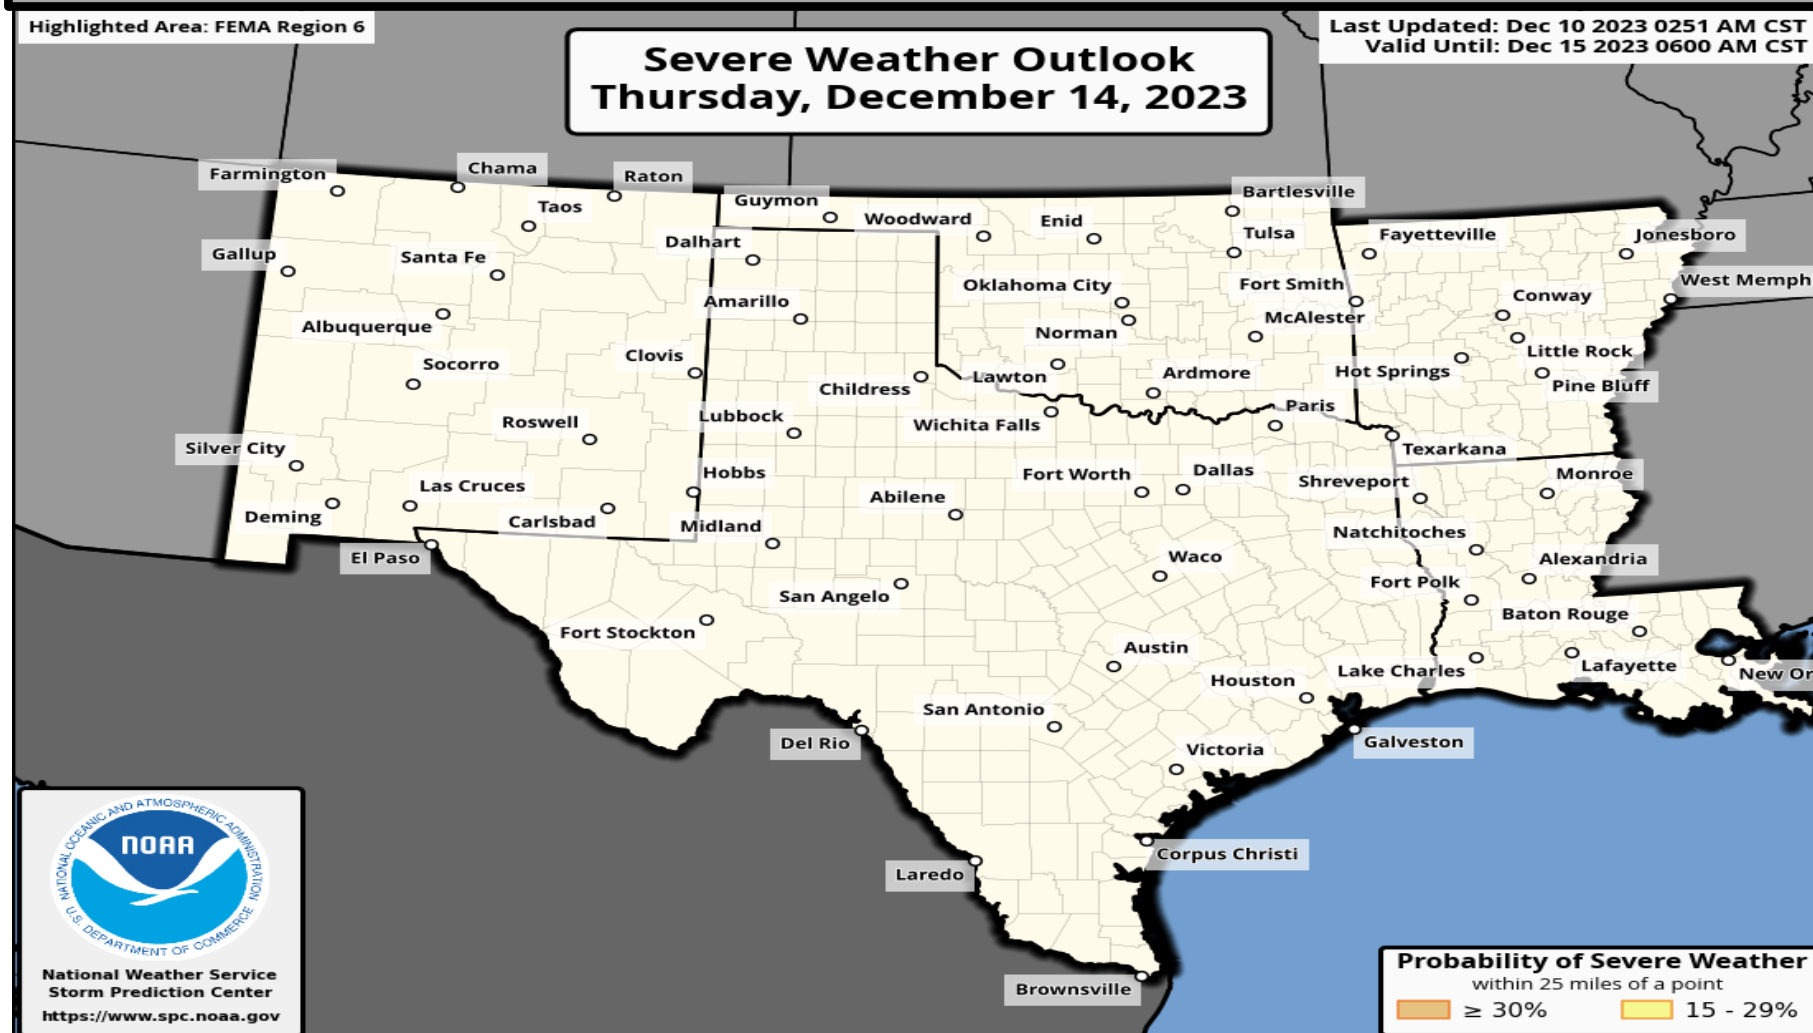 Highlighted Area: FEMA Region 6
Last Updated: Dec 10 2023 0251 AM CST
Valid Until: Dec 15 2023 0600 AM CST
Severe Weather Outlook
Thursday, December 14, 2023
Farmington
Chama
Raton
Taos
Guymon
Woodward
Enid
Bartlesville
Gallup
Santa Fe
Dalhart
Tulsa
Fayetteville
Jonesboro
Albuquerque
Amarillo
Oklahoma City
Fort Smith
Conway
West Memph
Norman
McAlester
Socorro
Clovis
Childress
Lawton
Ardmore
Hot Springs
Little Rock
Pine Bluff
Roswell
Lubbock
Wichita Falls
Paris
Silver City
Texarkana
Las Cruces
Hobbs
Abilene
Fort Worth
Dallas
Shreveport
Monroe
Deming
Carlsbad
Midland
Natchitoches
El Paso
Waco
Alexandria
San Angelo
Fort Polk
Fort Stockton
Baton Rouge
Austin
Houston
Lake Charles
Lafayette
New Or
San Antonio
Del Rio
Victoria
Galveston
Laredo
Corpus Christi
Brownsville
NATIONAL OCEANIC AND ATMOSPHERIC ADMINISTRATION
NOAA
U.S. DEPARTMENT OF COMMERCE
National Weather Service
Storm Prediction Center
https://www.spc.noaa.gov
Probability of Severe Weather
within 25 miles of a point
≥ 30% 15 - 29%